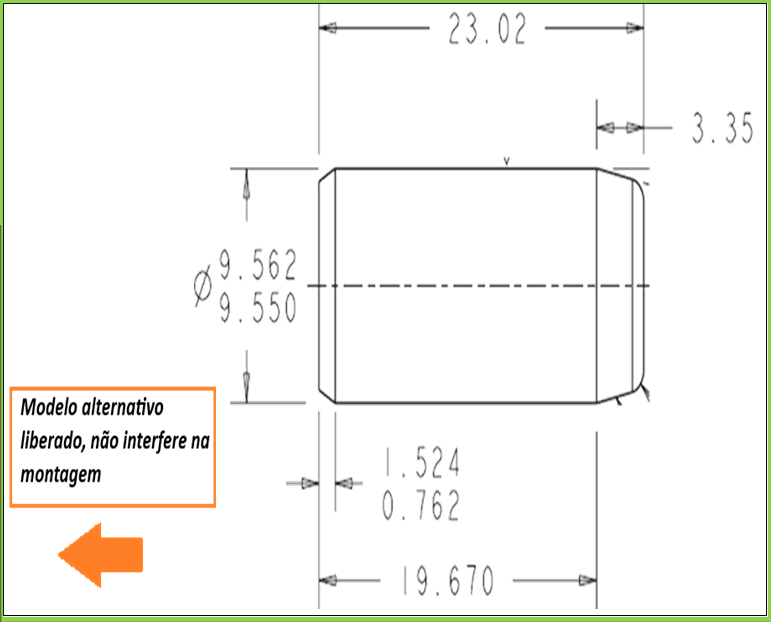 23.02
3.35
Ø 9.562
9.550
Modelo alternativo
liberado, não interfere na
montagem
1.524
0.762
19.670